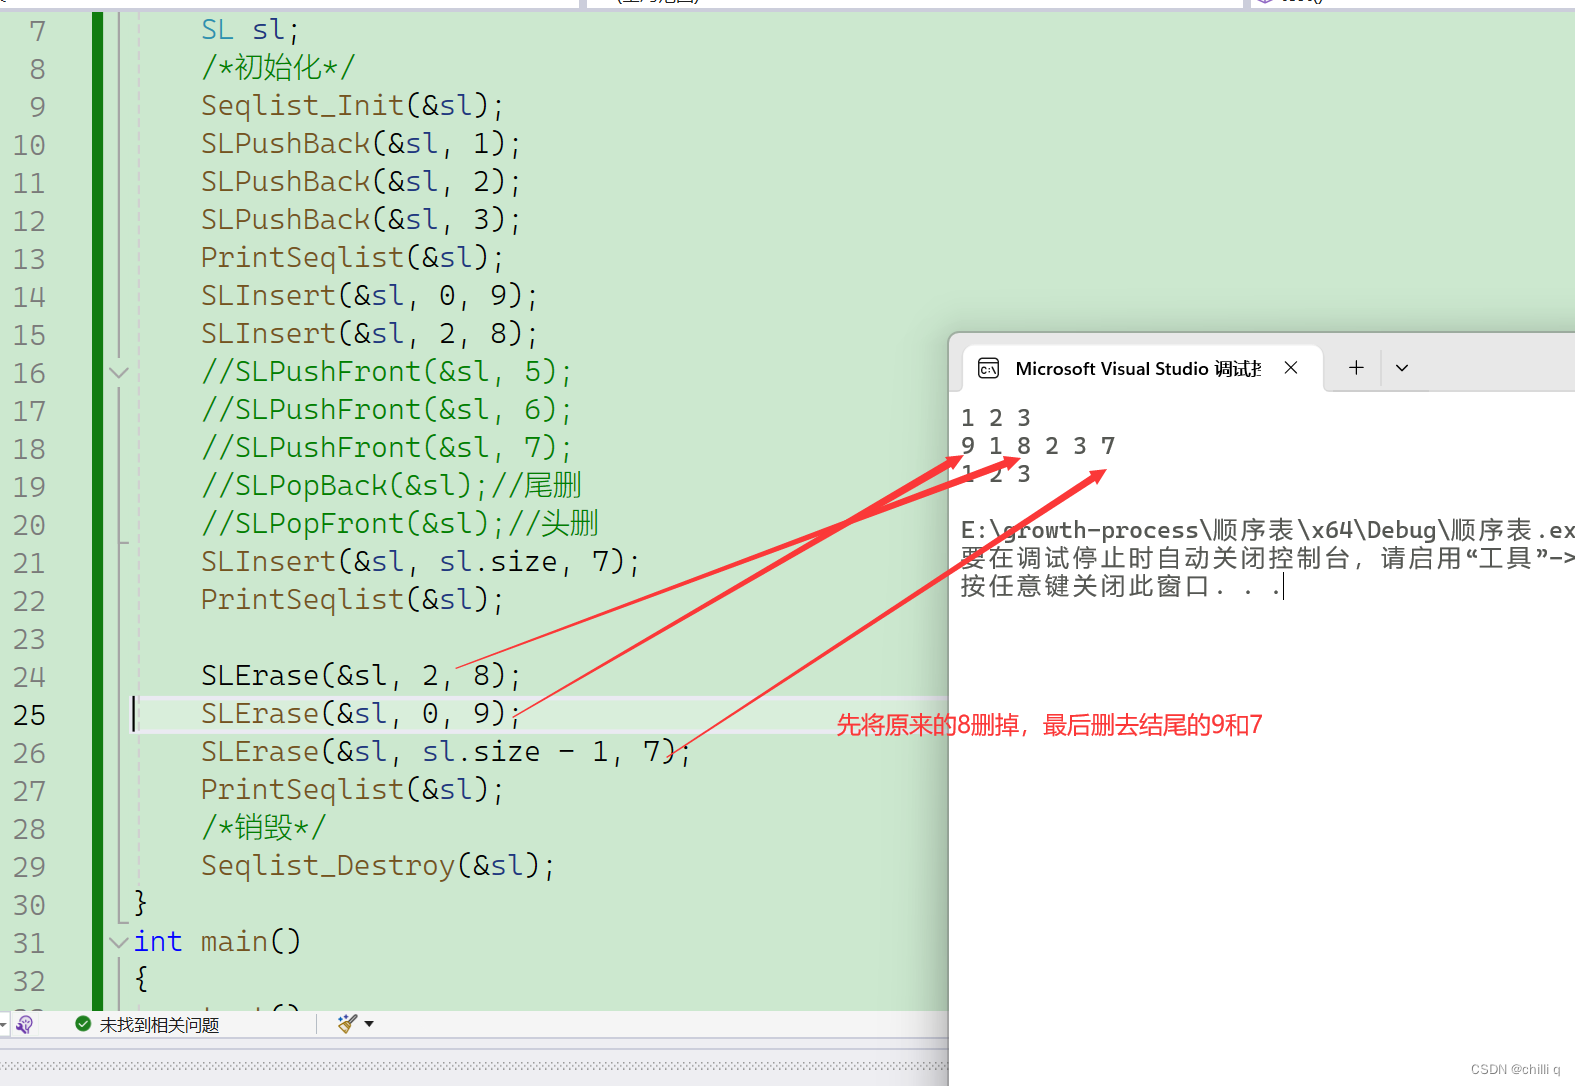 7 SL sl;
8 /*初始化*/
9 Seqlist_Init(&sl);
10 SLPushBack(&sl, 1);
11 SLPushBack(&sl, 2);
12 SLPushBack(&sl, 3);
13 PrintSeqlist(&sl);
14 SLInsert(&sl, 0, 9);
15 SLInsert(&sl, 2, 8);
16 //SLPushFront(&sl, 5);
17 //SLPushFront(&sl, 6);
18 //SLPushFront(&sl, 7);
19 //SLPopBack(&sl);//尾删
20 //SLPopFront(&sl);//头删
21 SLInsert(&sl, sl.size, 7);
22 PrintSeqlist(&sl);
23
24 SLErase(&sl, 2, 8);
25 SLErase(&sl, 0, 9);
26 SLErase(&sl, sl.size - 1, 7);
27 PrintSeqlist(&sl);
28 /*销毁*/
29 Seqlist_Destroy(&sl);
30 }
31 int main()
32 {
未找到相关问题
Microsoft Visual Studio 调试
1 2 3
9 1 8 2 3 7
1 2 3
E:\growth-process\顺序表\x64\Debug\顺序表.ex
要在调试停止时自动关闭控制台，请启用“工具”->
按任意键关闭此窗口. . .
先将原来的8删掉，最后删去结尾的9和7
CSDN @chilli q